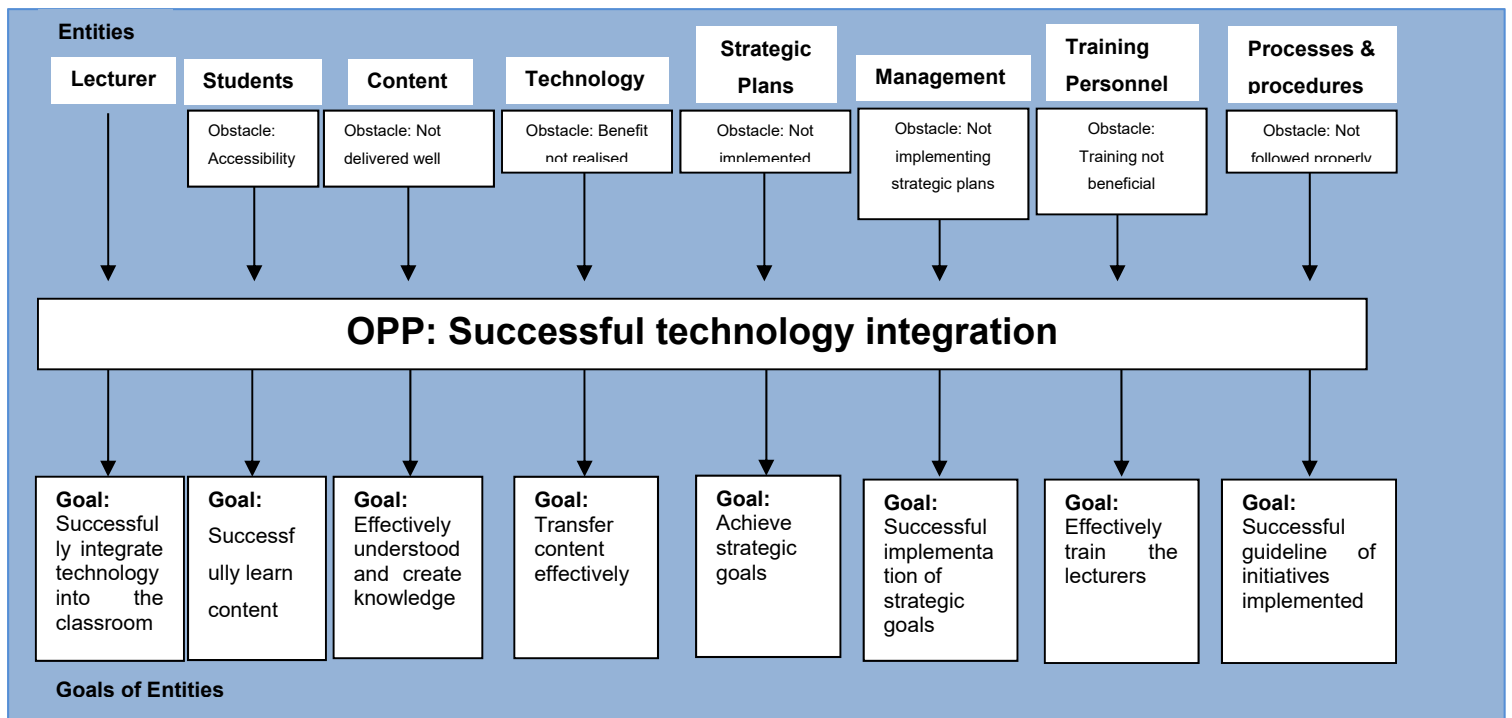 Entities
Lecturer
Students
Content
Technology
Strategic
Plans
Management
Training
Personnel
Processes &
procedures
Obstacle:
Accessibility
Obstacle: Not
delivered well
Obstacle: Benefit
not realised
Obstacle: Not
implemented
Obstacle: Not
implementing
strategic plans
Obstacle:
Training not
beneficial
Obstacle: Not
followed properly
OPP: Successful technology integration
Goal:
Successful
ly integrate
technology
into the
classroom
Goal:
Successf
ully learn
content
Goal:
Effectively
understood
and create
knowledge
Goal:
Transfer
content
effectively
Goal:
Achieve
strategic
goals
Goal:
Successful
implementa
tion of
strategic
goals
Goal:
Effectively
train the
lecturers
Goal:
Successful
guideline of
initiatives
implemented
Goals of Entities